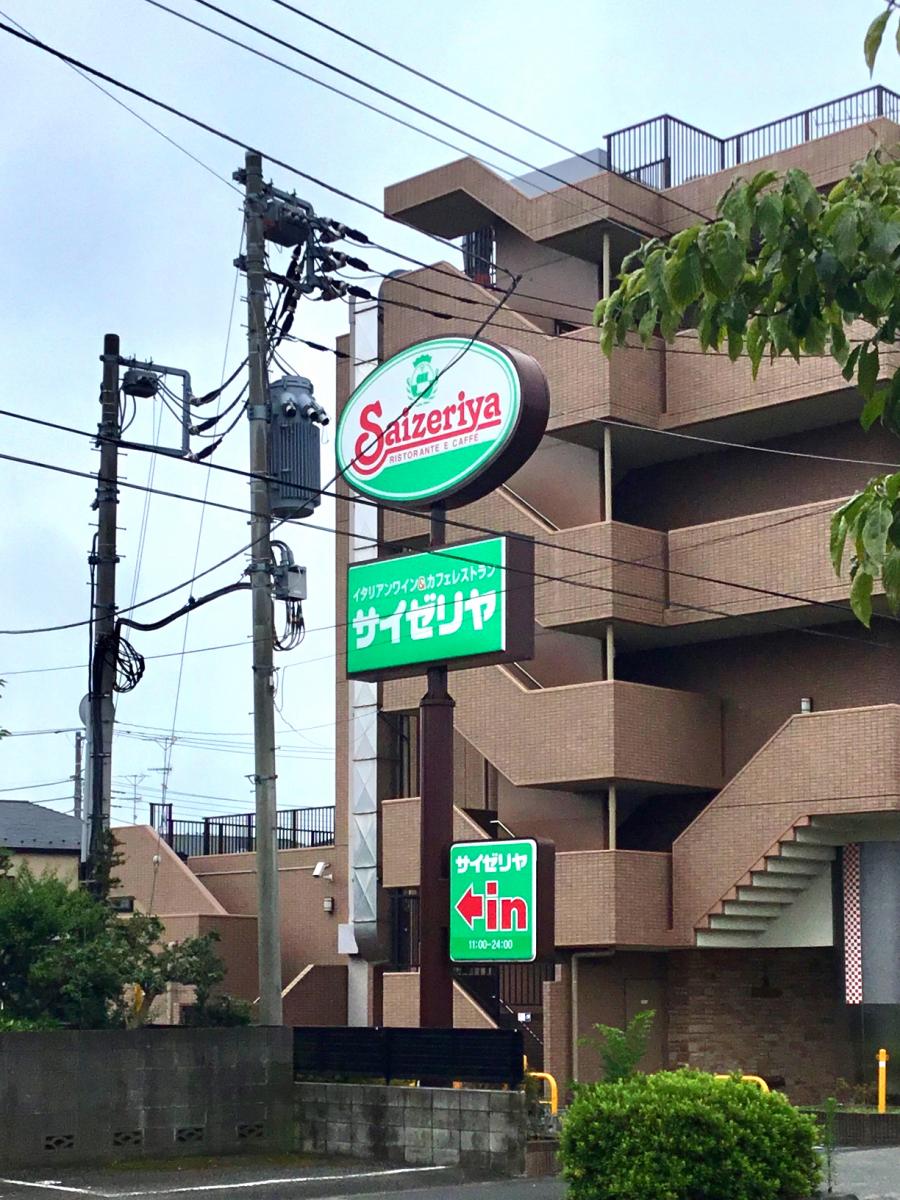 Saizeriya
RISTORANTE E CAFFÈ
イタリアンワイン&カフェレストラン
サイゼリヤ
サイゼリヤ
←in
11:00-24:00